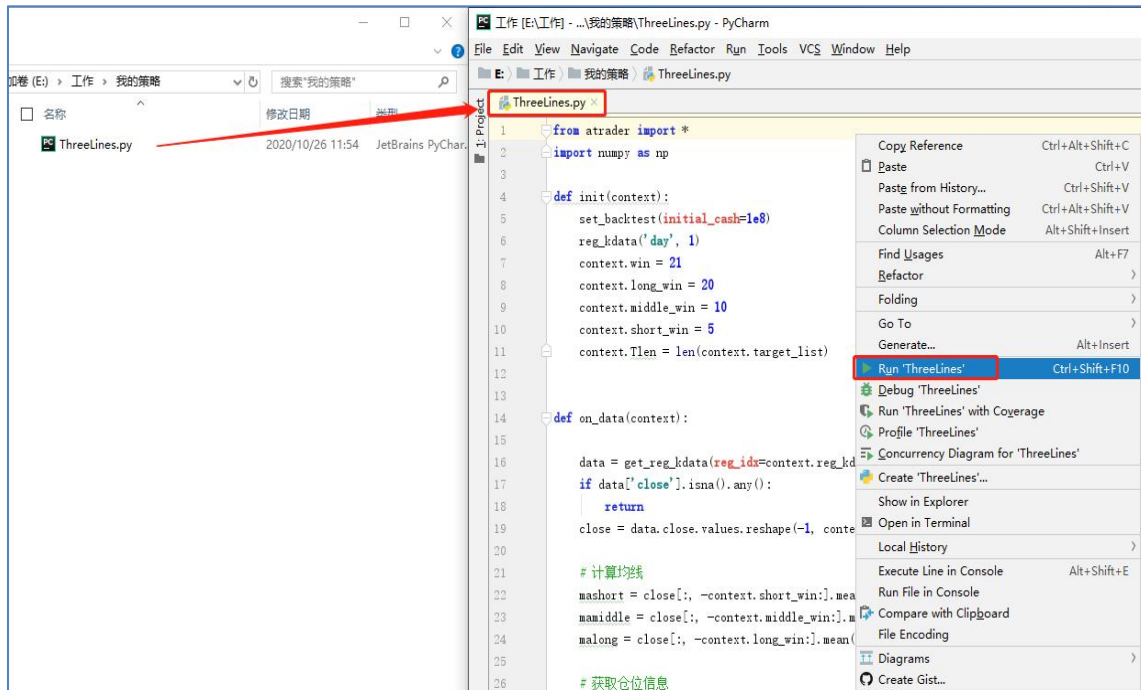 工作 [E:\工作] - ...\我的策略\ThreeLines.py - PyCharm
File Edit View Navigate Code Refactor Run Tools VCS Window Help
(E:) › 工作 › 我的策略
搜索"我的策略"
E: 工作 我的策略 ThreeLines.py
名称
修改日期
ThreeLines.py
2020/10/26 11:54
JetBrains PyChar
1: Project
ThreeLines.py
1 from atrader import *
2 import numpy as np
3
4 def init(context):
5 set_backtest(initial_cash=1e8)
6 reg_kdata('day', 1)
7 context.win = 21
8 context.long_win = 20
9 context.middle_win = 10
10 context.short_win = 5
11 context.Tlen = len(context.target_list)
12
13
14 def on_data(context):
15
16 data = get_reg_kdata(reg_idx=context.reg_kd
17 if data['close'].isna().any():
18 return
19 close = data.close.values.reshape(-1, conte
20
21 # 计算均线
22 mashort = close[:, -context.short_win:].mea
23 mamiddle = close[:, -context.middle_win:].m
24 malong = close[:, -context.long_win:].mean(
25
26 # 获取仓位信息
Copy Reference Ctrl+Alt+Shift+C
Paste Ctrl+V
Paste from History... Ctrl+Shift+V
Paste without Formatting Ctrl+Alt+Shift+V
Column Selection Mode Alt+Shift+Insert
Find Usages Alt+F7
Refactor
Folding
Go To
Generate... Alt+Insert
Run 'ThreeLines' Ctrl+Shift+F10
Debug 'ThreeLines'
Run 'ThreeLines' with Coverage
Profile 'ThreeLines'
Concurrency Diagram for 'ThreeLines'
Create 'ThreeLines'...
Show in Explorer
Open in Terminal
Local History
Execute Line in Console Alt+Shift+E
Run File in Console
Compare with Clipboard
File Encoding
Diagrams
Create Gist...